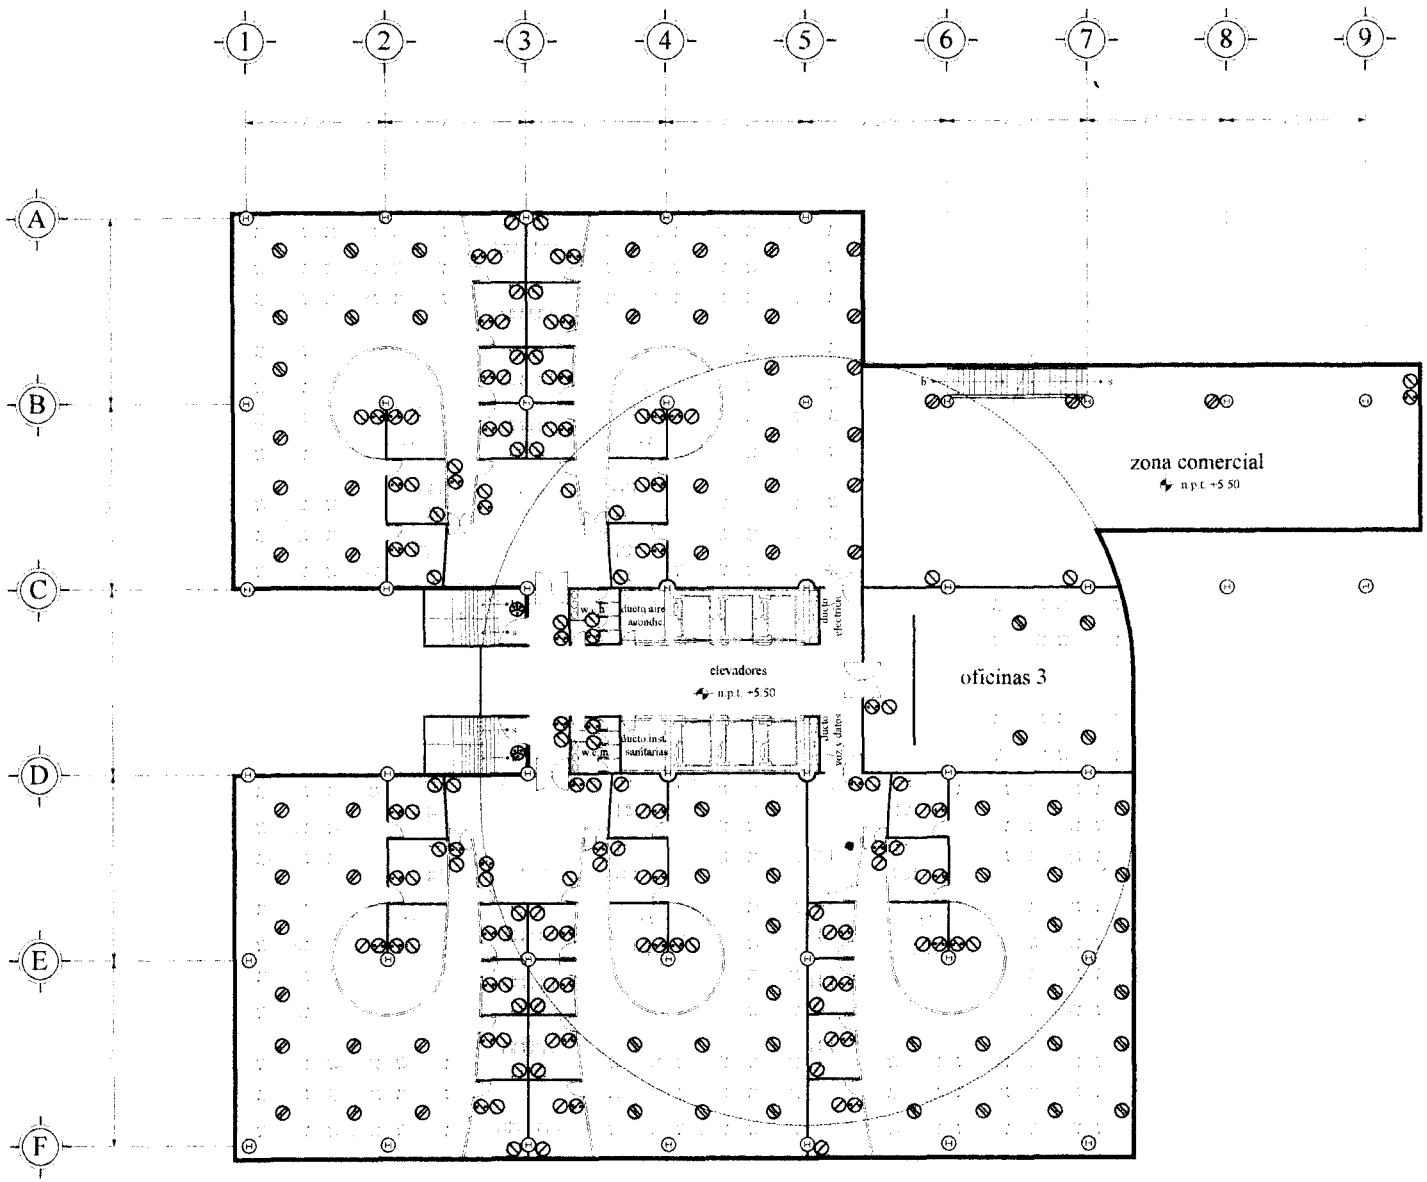 1 2 3 4 5 6 7 8 9
A
B
b
s
zona comercial
n.p.t. +5.50
C
ducto aire
acondic.
ducto
electrico
s
elevadores
n.p.t. +5.50
oficinas 3
s
ducto inst.
sanitarias
w.c.m
ducto
voz y datos
D
E
F